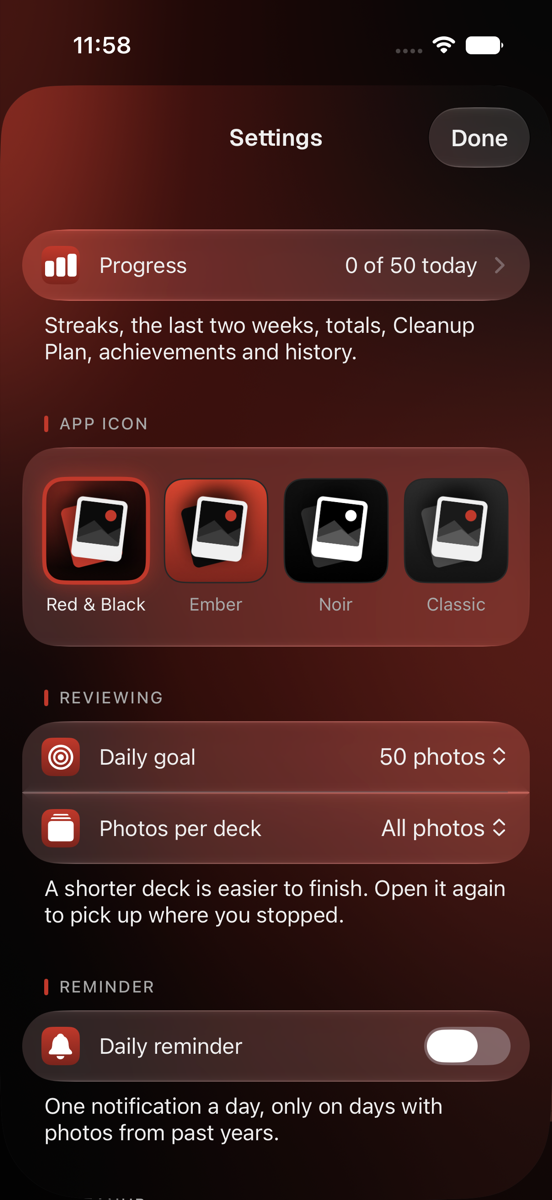 11:58
Settings
Done
Progress
0 of 50 today
Streaks, the last two weeks, totals, Cleanup
Plan, achievements and history.
APP ICON
Red & Black
Ember
Noir
Classic
REVIEWING
Daily goal
50 photos
Photos per deck
All photos
A shorter deck is easier to finish. Open it again
to pick up where you stopped.
REMINDER
Daily reminder
One notification a day, only on days with
photos from past years.